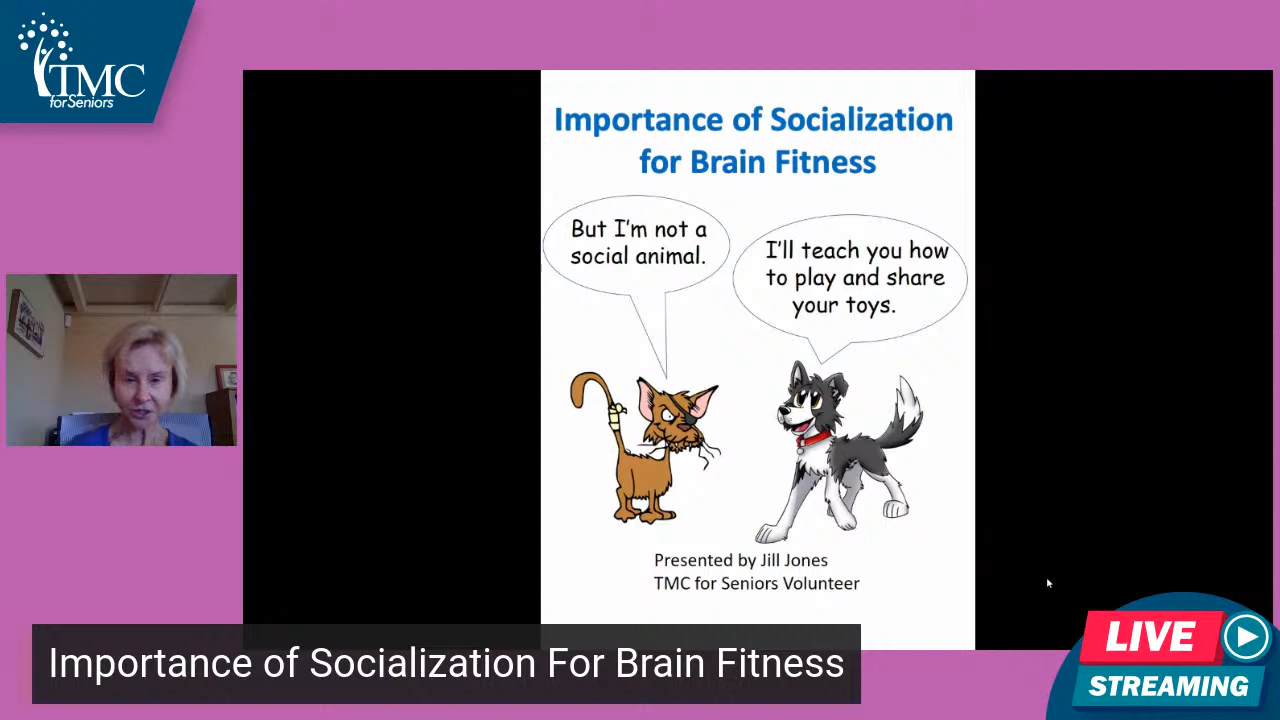 TMC
for Seniors
Importance of Socialization
for Brain Fitness
But I'm not a
social animal.
I'll teach you how
to play and share
your toys.
Presented by Jill Jones
TMC for Seniors Volunteer
Importance of Socialization For Brain Fitness
LIVE
STREAMING